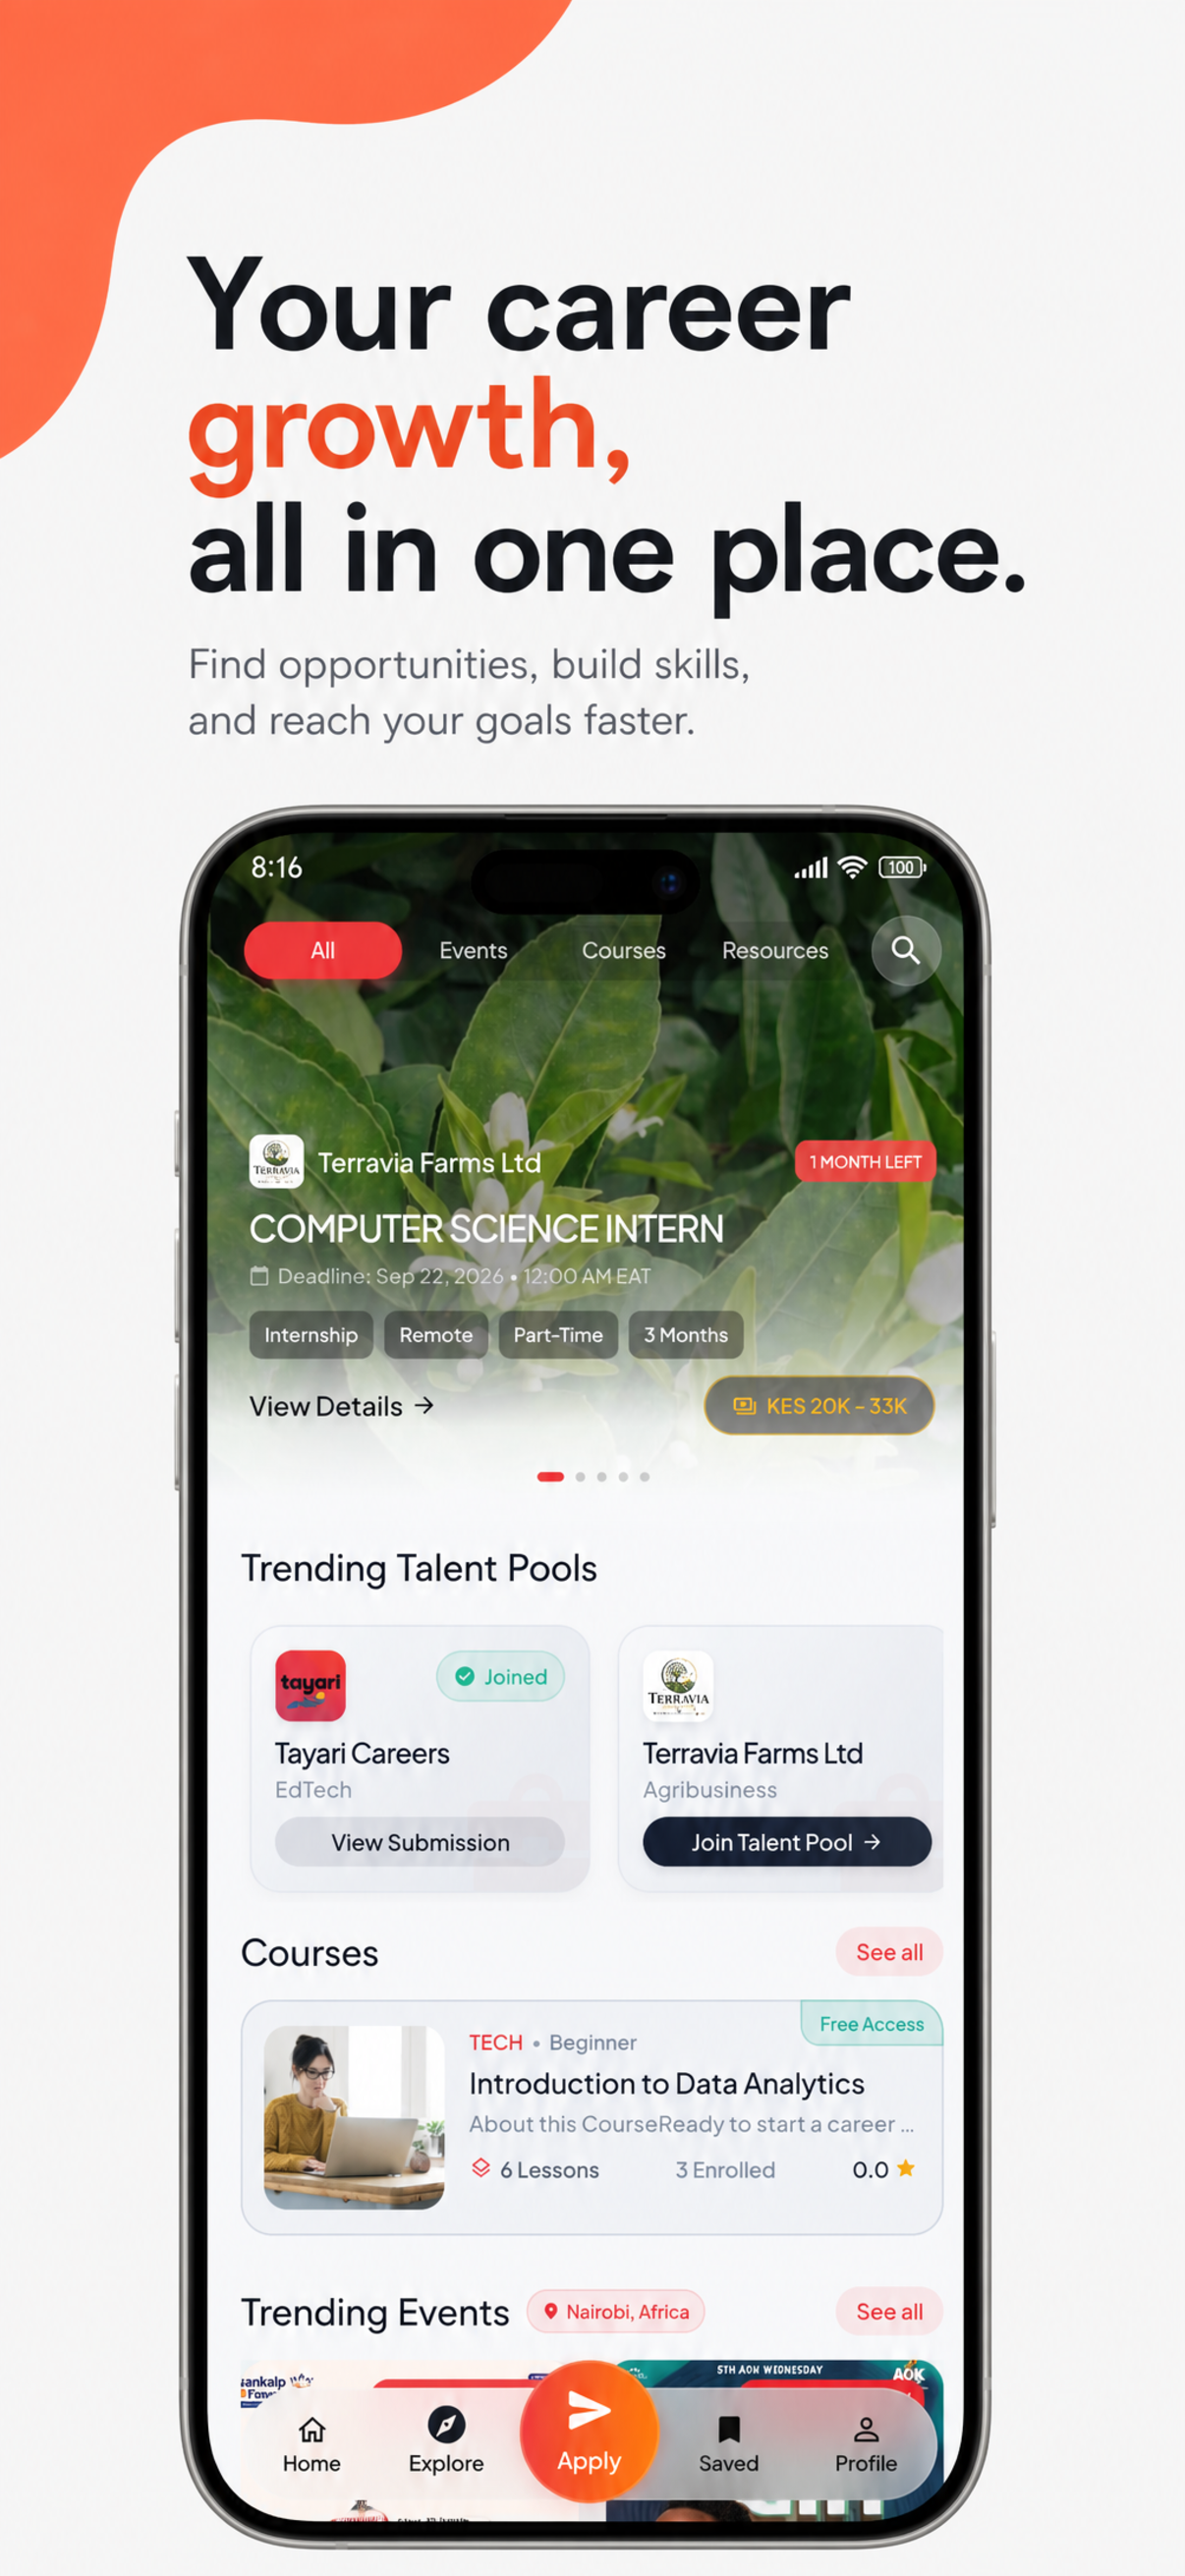 Your career
growth,
all in one place.
Find opportunities, build skills,
and reach your goals faster.
8:16
100
All
Events
Courses
Resources
TERRAVIA
Terravia Farms Ltd
1 MONTH LEFT
COMPUTER SCIENCE INTERN
Deadline: Sep 22, 2026 • 12:00 AM EAT
Internship
Remote
Part-Time
3 Months
View Details →
KES 20K - 33K
Trending Talent Pools
tayari
Joined
Tayari Careers
EdTech
View Submission
TERRAVIA
Terravia Farms Ltd
Agribusiness
Join Talent Pool →
Courses
See all
Free Access
TECH • Beginner
Introduction to Data Analytics
About this CourseReady to start a career ...
6 Lessons
3 Enrolled
0.0
Trending Events
Nairobi, Africa
See all
5TH AOK WEDNESDAY
AOK
Home
Explore
Apply
Saved
Profile